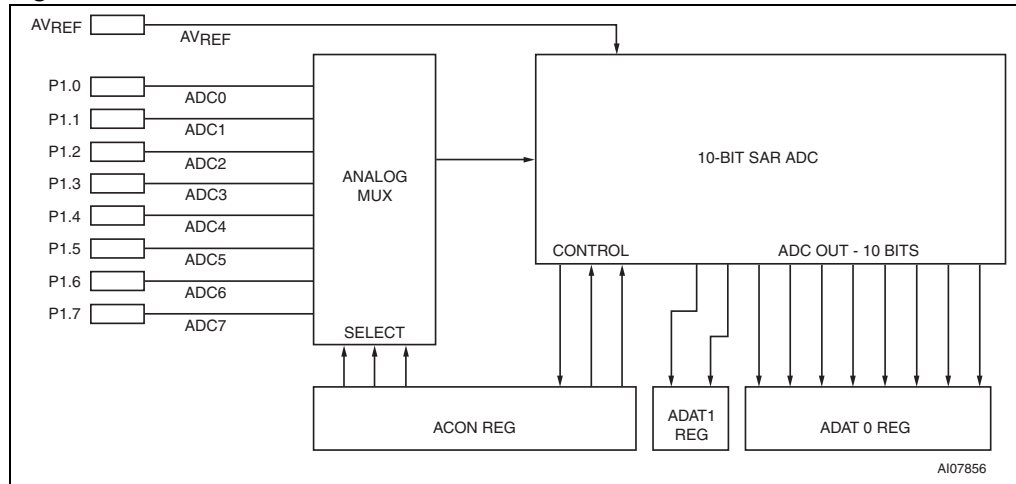 AVREF
AVREF
P1.0
ADC0
P1.1
ADC1
P1.2
ADC2
P1.3
ADC3
P1.4
ADC4
P1.5
ADC5
P1.6
ADC6
P1.7
ADC7
ANALOG
MUX
SELECT
10-BIT SAR ADC
CONTROL
ADC OUT - 10 BITS
ACON REG
ADAT1
REG
ADAT 0 REG
AI07856